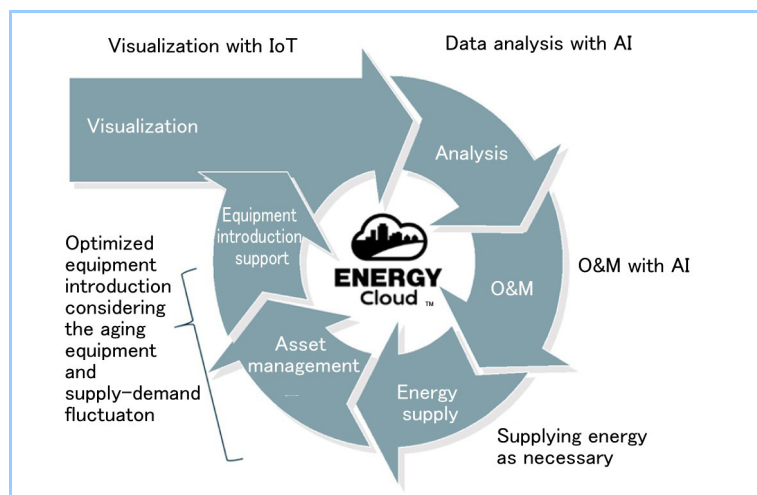 Visualization with IoT
Data analysis with AI
Visualization
Analysis
Equipment
introduction
support
Optimized
equipment
introduction
considering
the aging
equipment
and
supply-demand
fluctuaton
ENERGY
Cloud ™
O&M
O&M with AI
Asset
management
Energy
supply
Supplying energy
as necessary